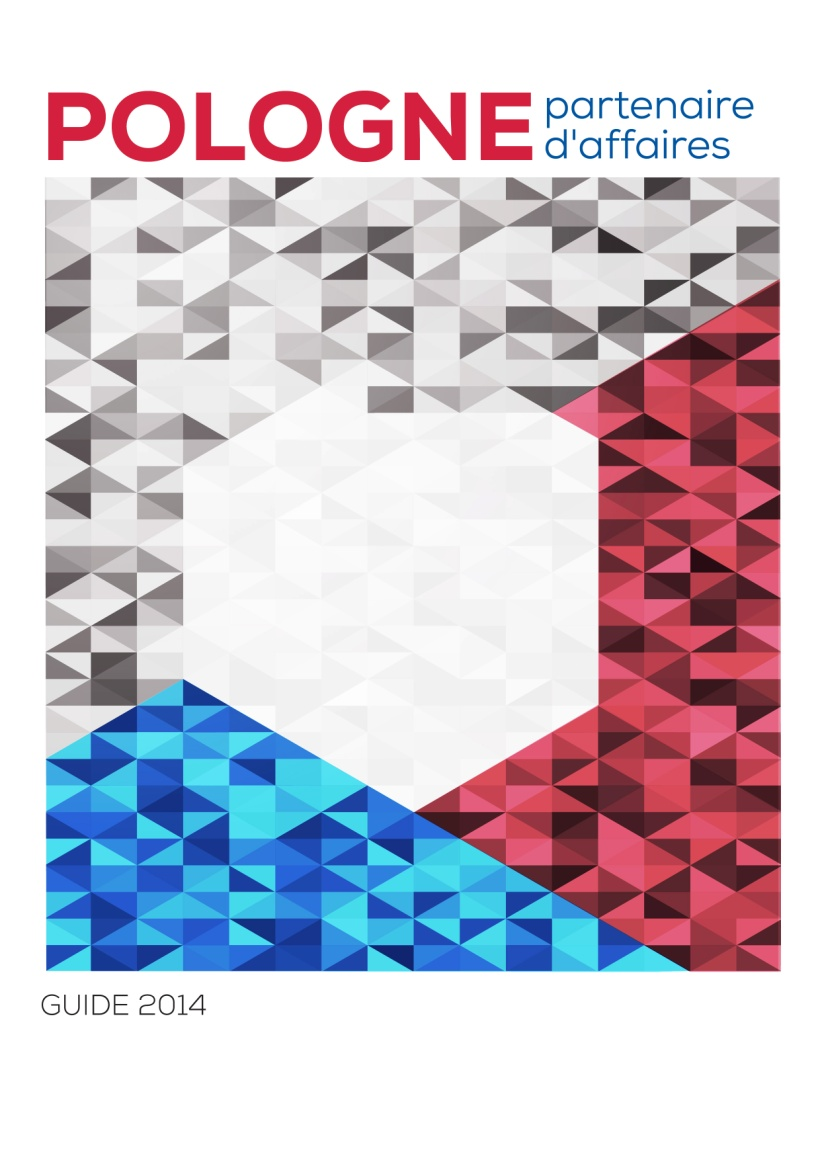 POLOGNE
partenaire
d'affaires
GUIDE 2014